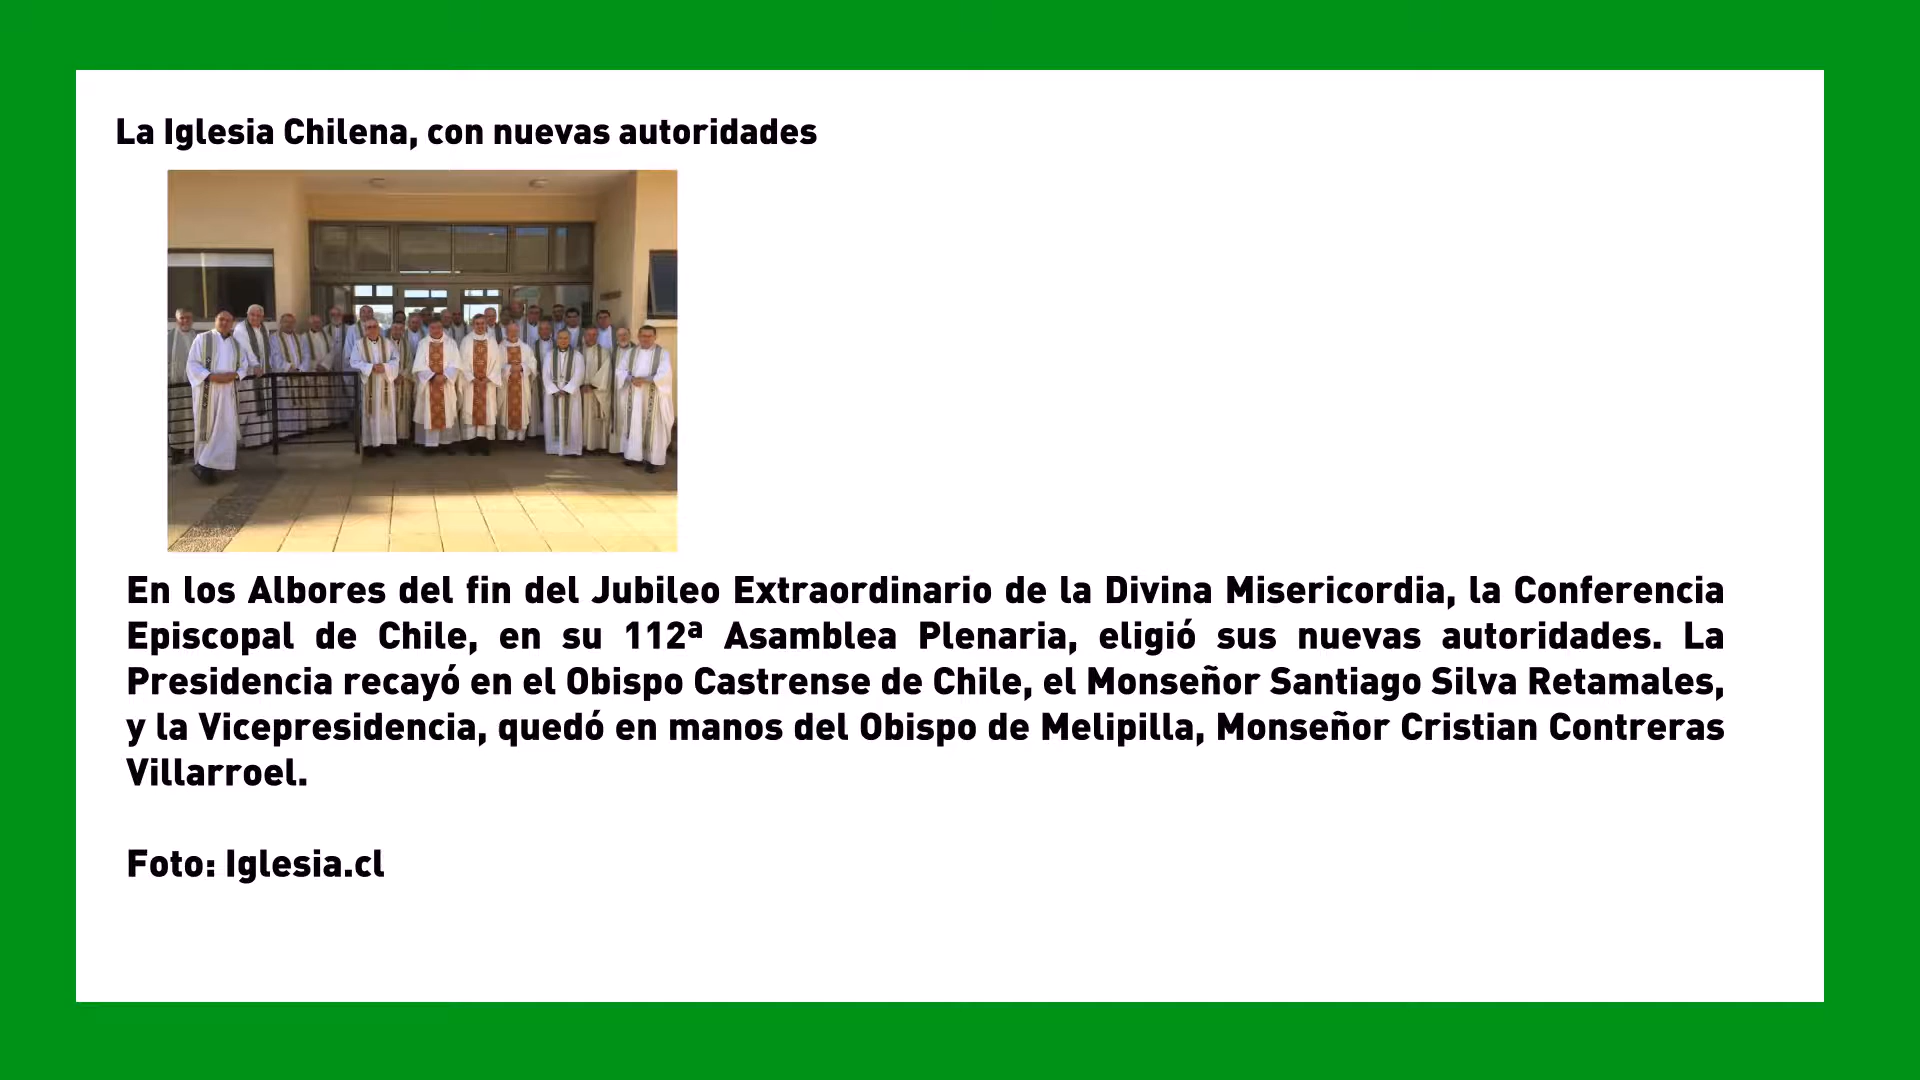 La Iglesia Chilena, con nuevas autoridades
En los Albores del fin del Jubileo Extraordinario de la Divina Misericordia, la Conferencia
Episcopal de Chile, en su 112ª Asamblea Plenaria, eligió sus nuevas autoridades. La
Presidencia recayó en el Obispo Castrense de Chile, el Monseñor Santiago Silva Retamales,
y la Vicepresidencia, quedó en manos del Obispo de Melipilla, Monseñor Cristian Contreras
Villarroel.
Foto: Iglesia.cl